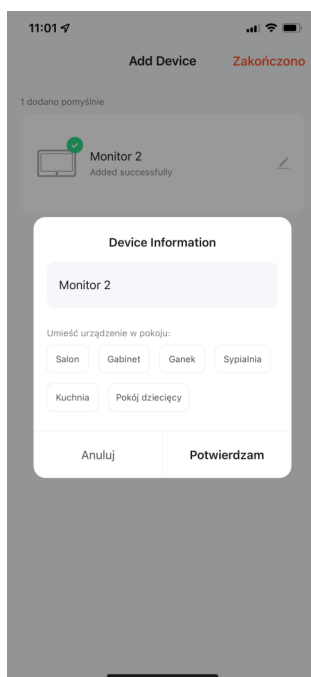 11:01
Add Device
Zakończono
1 dodano pomyślnie
Monitor 2
Added successfully
Device Information
Monitor 2
Umieść urządzenie w pokoju:
Salon Gabinet Ganek Sypialnia
Kuchnia Pokój dziecięcy
Anuluj Potwierdzam